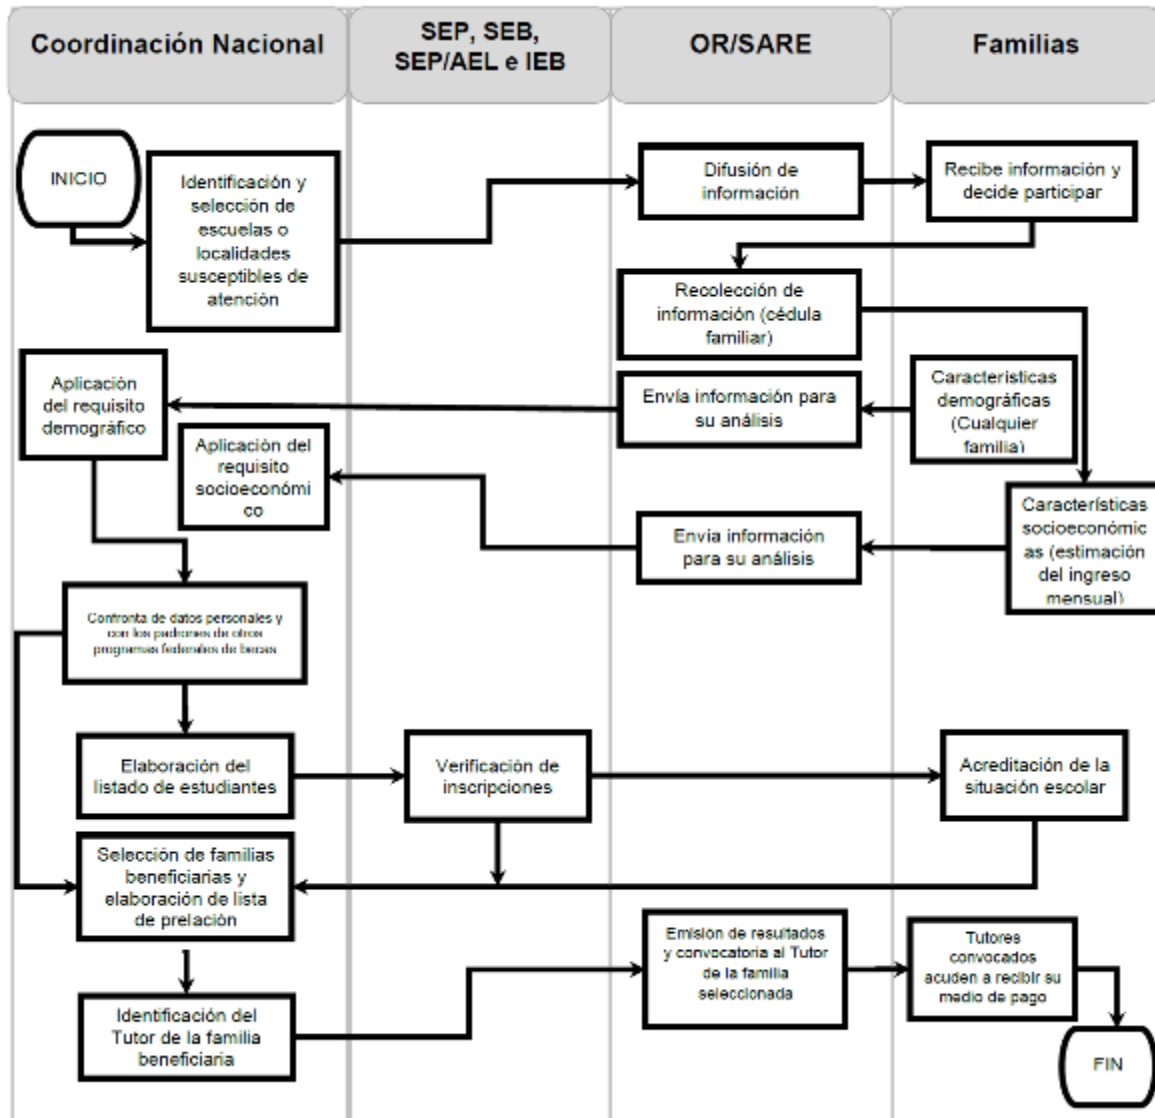 Coordinación Nacional
SEP, SEB,
SEP/AEL e IEB
OR/SARE
Familias
INICIO
Identificación y
selección de
escuelas o
localidades
susceptibles de
atención
Difusión de
información
Recibe información y
decide participar
Recolección de
información (cédula
familiar)
Aplicación
del requisito
demográfico
Envía información para
su análisis
Características
demográficas
(Cualquier
familia)
Aplicación del
requisito
socioeconómi
co
Envía información
para su análisis
Características
socioeconómic
as (estimación
del ingreso
mensual)
Confronta de datos personales y
con los padrones de otros
programas federales de becas
Elaboración del
listado de estudiantes
Verificación de
inscripciones
Acreditación de la
situación escolar
Selección de familias
beneficiarias y
elaboración de lista
de prelación
Emisión de resultados
y convocatoria al Tutor
de la familia
seleccionada
Tutores
convocados
acuden a recibir su
medio de pago
Identificación del
Tutor de la familia
beneficiaria
FIN